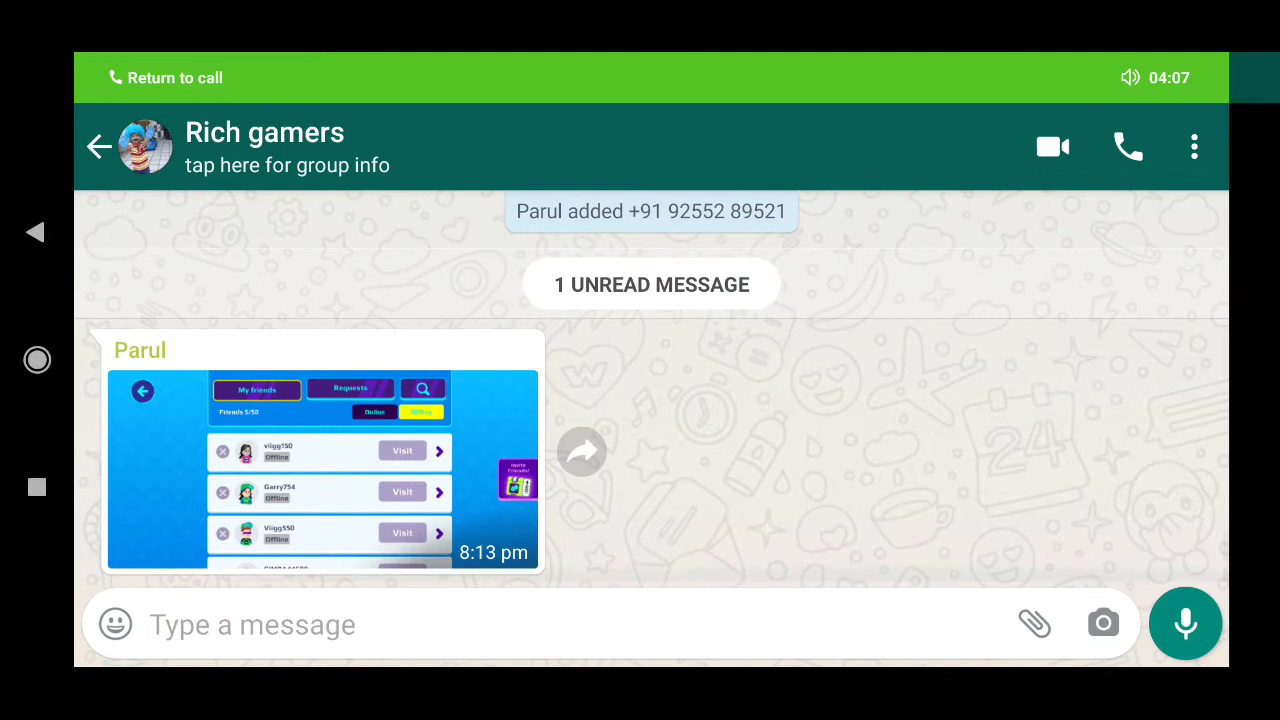 Return to call
04:07
Rich gamers
tap here for group info
Parul added +91 92552 89521
1 UNREAD MESSAGE
Parul
My friends
Requests
Friends 5/50
Online
Offline
viigg150
Offline
Visit
INVITE
Friends!
Garry754
Offline
Visit
Viigg550
Offline
Visit
8:13 pm
Type a message